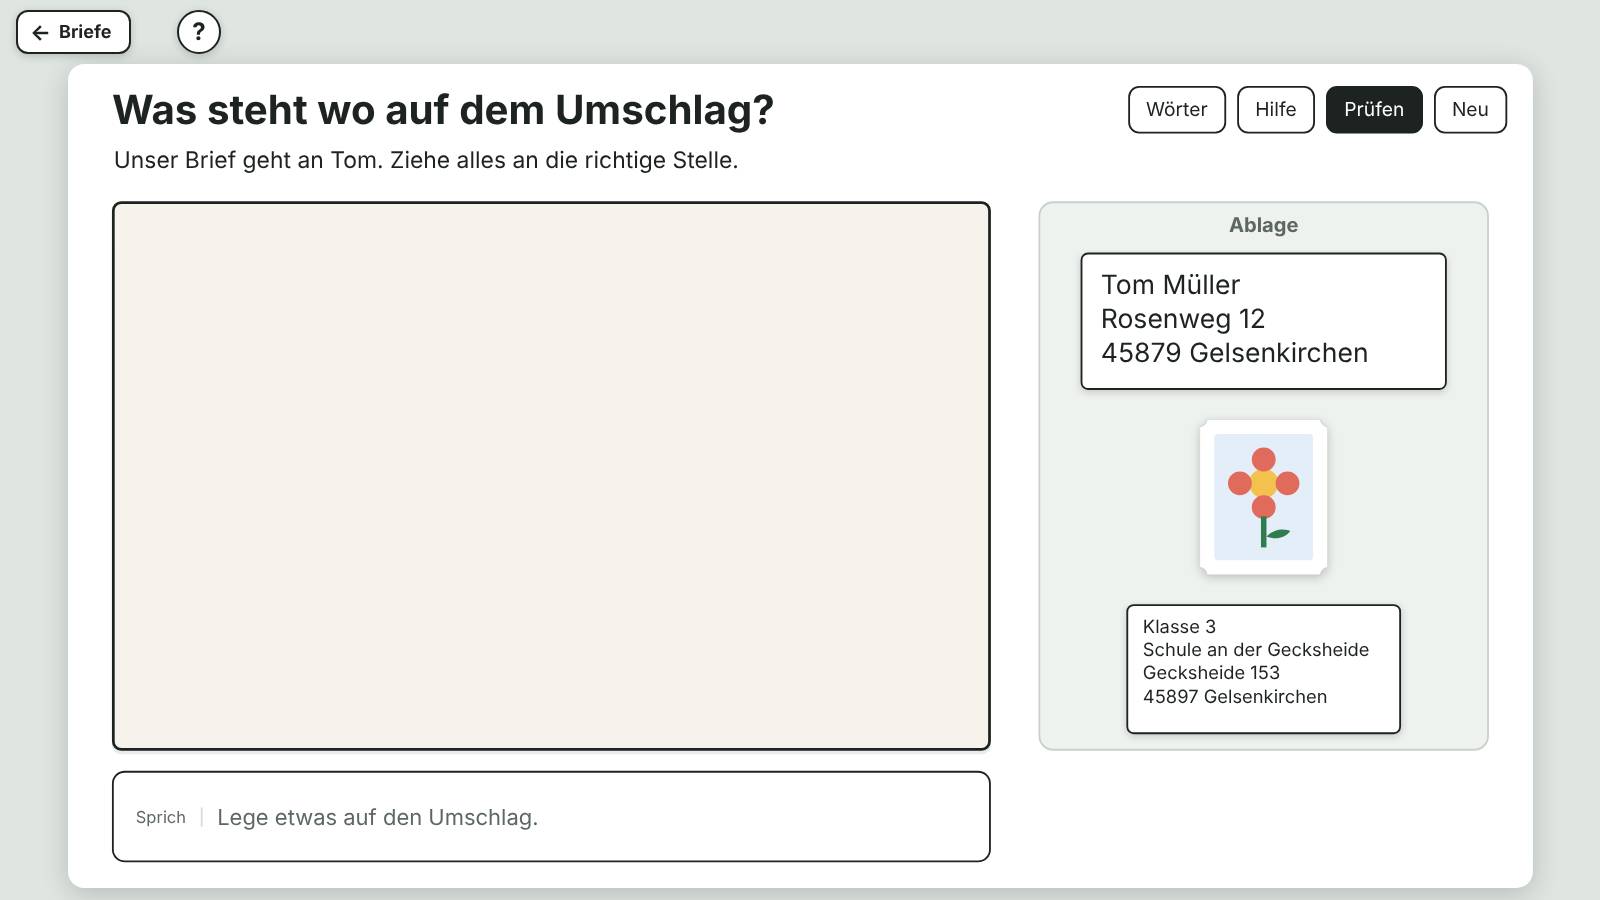 ← Briefe
?
Was steht wo auf dem Umschlag?
Wörter
Hilfe
Prüfen
Neu
Unser Brief geht an Tom. Ziehe alles an die richtige Stelle.
Ablage
Tom Müller
Rosenweg 12
45879 Gelsenkirchen
Klasse 3
Schule an der Gecksheide
Gecksheide 153
45897 Gelsenkirchen
Sprich | Lege etwas auf den Umschlag.